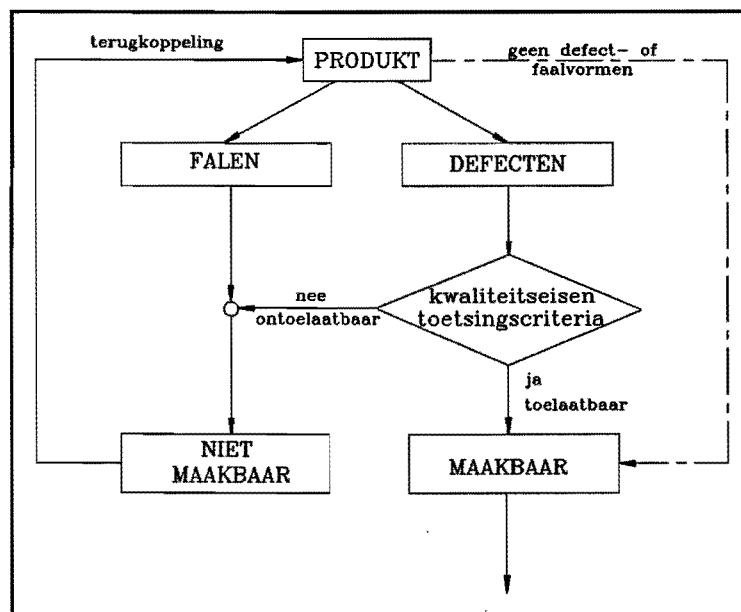 terugkoppeling
PRODUKT
geen defect- of
faalvormen
FALEN
DEFECTEN
nee
ontoelaatbaar
kwaliteitseisen
toetsingscriteria
ja
toelaatbaar
NIET
MAAKBAAR
MAAKBAAR